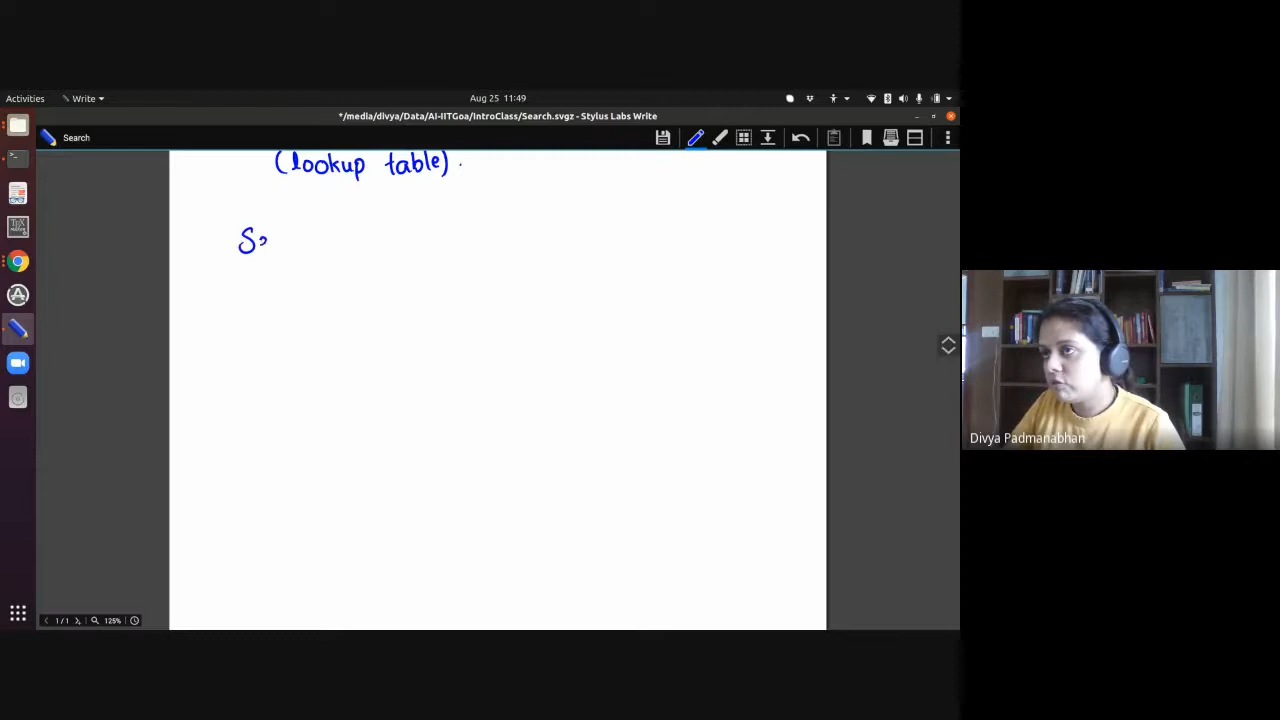 Activities Write Aug 25 11:49
*/media/divya/Data/AI-IITGoa/IntroClass/Search.svgz - Stylus Labs Write
Search
(lookup table).
S,
Divya Padmanabhan
1/1 125%